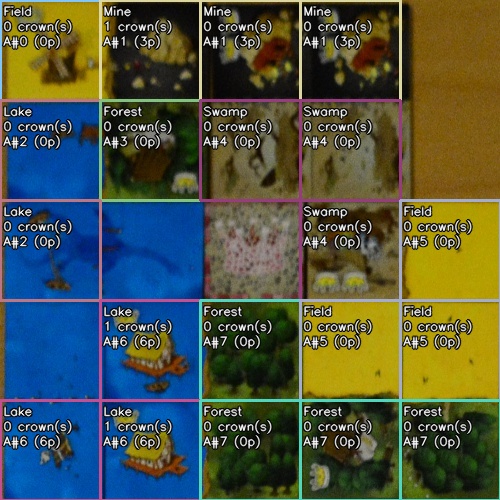 Field
0 crown(s)
A#0 (0p)
Mine
1 crown(s)
A#1 (3p)
Mine
0 crown(s)
A#1 (3p)
Mine
0 crown(s)
A#1 (3p)
Lake
0 crown(s)
A#2 (0p)
Forest
0 crown(s)
A#3 (0p)
Swamp
0 crown(s)
A#4 (0p)
Swamp
0 crown(s)
A#4 (0p)
Lake
0 crown(s)
A#2 (0p)
Swamp
0 crown(s)
A#4 (0p)
Field
0 crown(s)
A#5 (0p)
Lake
1 crown(s)
A#6 (6p)
Forest
0 crown(s)
A#7 (0p)
Field
0 crown(s)
A#5 (0p)
Field
0 crown(s)
A#5 (0p)
Lake
0 crown(s)
A#6 (6p)
Lake
1 crown(s)
A#6 (6p)
Forest
0 crown(s)
A#7 (0p)
Forest
0 crown(s)
A#7 (0p)
Forest
0 crown(s)
A#7 (0p)